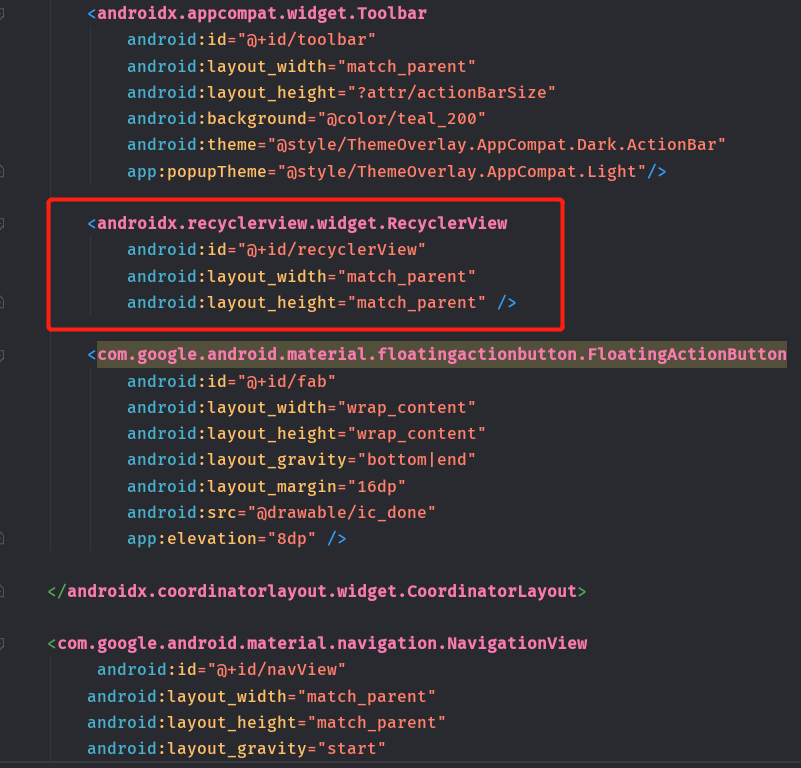 <androidx.appcompat.widget.Toolbar
android:id="@+id/toolbar"
android:layout_width="match_parent"
android:layout_height="?attr/actionBarSize"
android:background="@color/teal_200"
android:theme="@style/ThemeOverlay.AppCompat.Dark.ActionBar"
app:popupTheme="@style/ThemeOverlay.AppCompat.Light"/>
<androidx.recyclerview.widget.RecyclerView
android:id="@+id/recyclerView"
android:layout_width="match_parent"
android:layout_height="match_parent" />
<com.google.android.material.floatingactionbutton.FloatingActionButton
android:id="@+id/fab"
android:layout_width="wrap_content"
android:layout_height="wrap_content"
android:layout_gravity="bottom|end"
android:layout_margin="16dp"
android:src="@drawable/ic_done"
app:elevation="8dp" />
</androidx.coordinatorlayout.widget.CoordinatorLayout>
<com.google.android.material.navigation.NavigationView
android:id="@+id/navView"
android:layout_width="match_parent"
android:layout_height="match_parent"
android:layout_gravity="start"